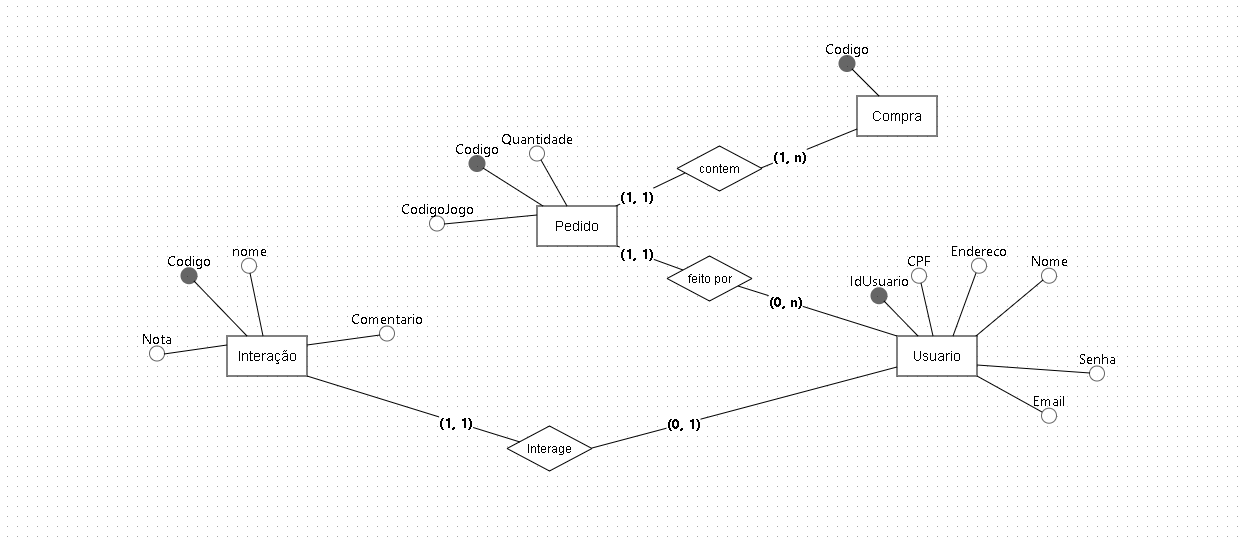 Codigo
Compra
Quantidade
Codigo
contem
(1, n)
(1, 1)
CodigoJogo
Pedido
(1, 1)
nome
Codigo
feito por
(0, n)
Endereco
CPF
Nome
IdUsuario
Comentario
Nota
Interação
Usuario
Senha
Email
(1, 1)
(0, 1)
Interage